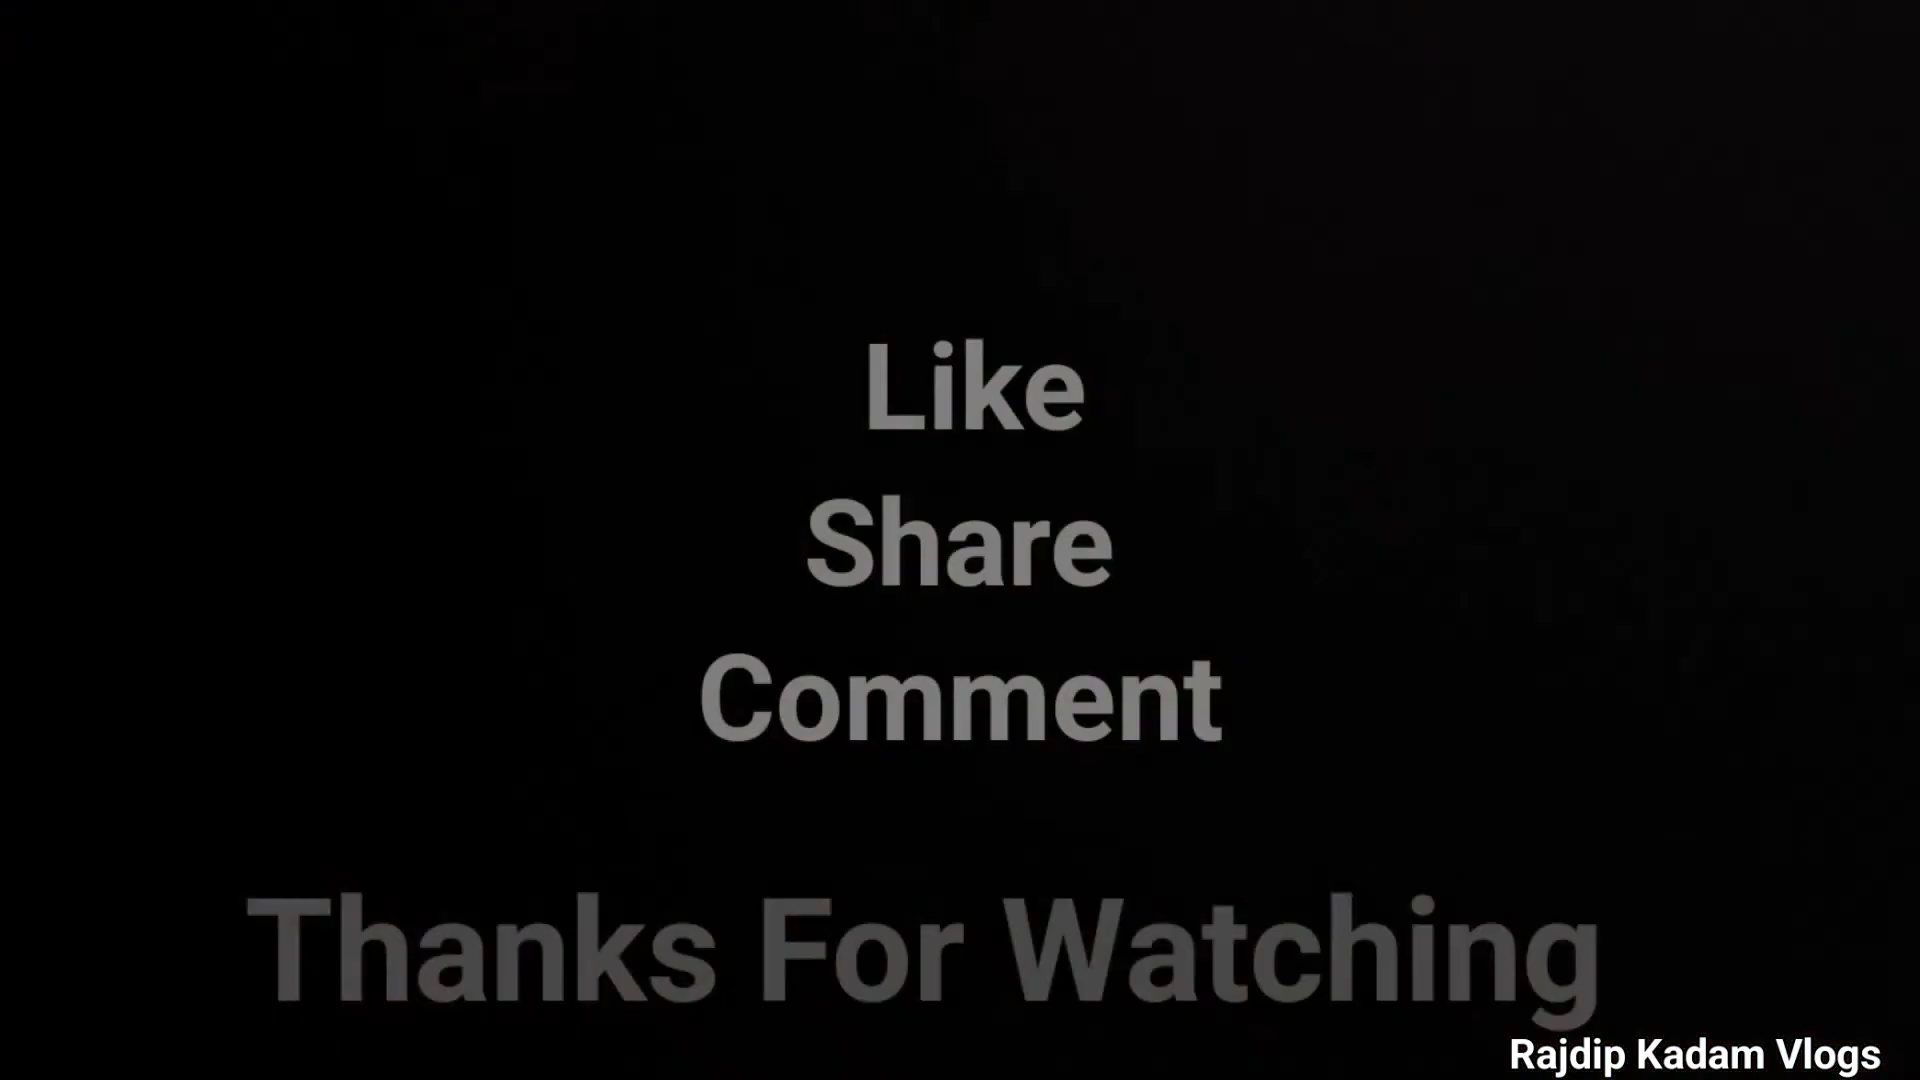 Like
Share
Comment
Thanks For Watching
Rajdip Kadam Vlogs